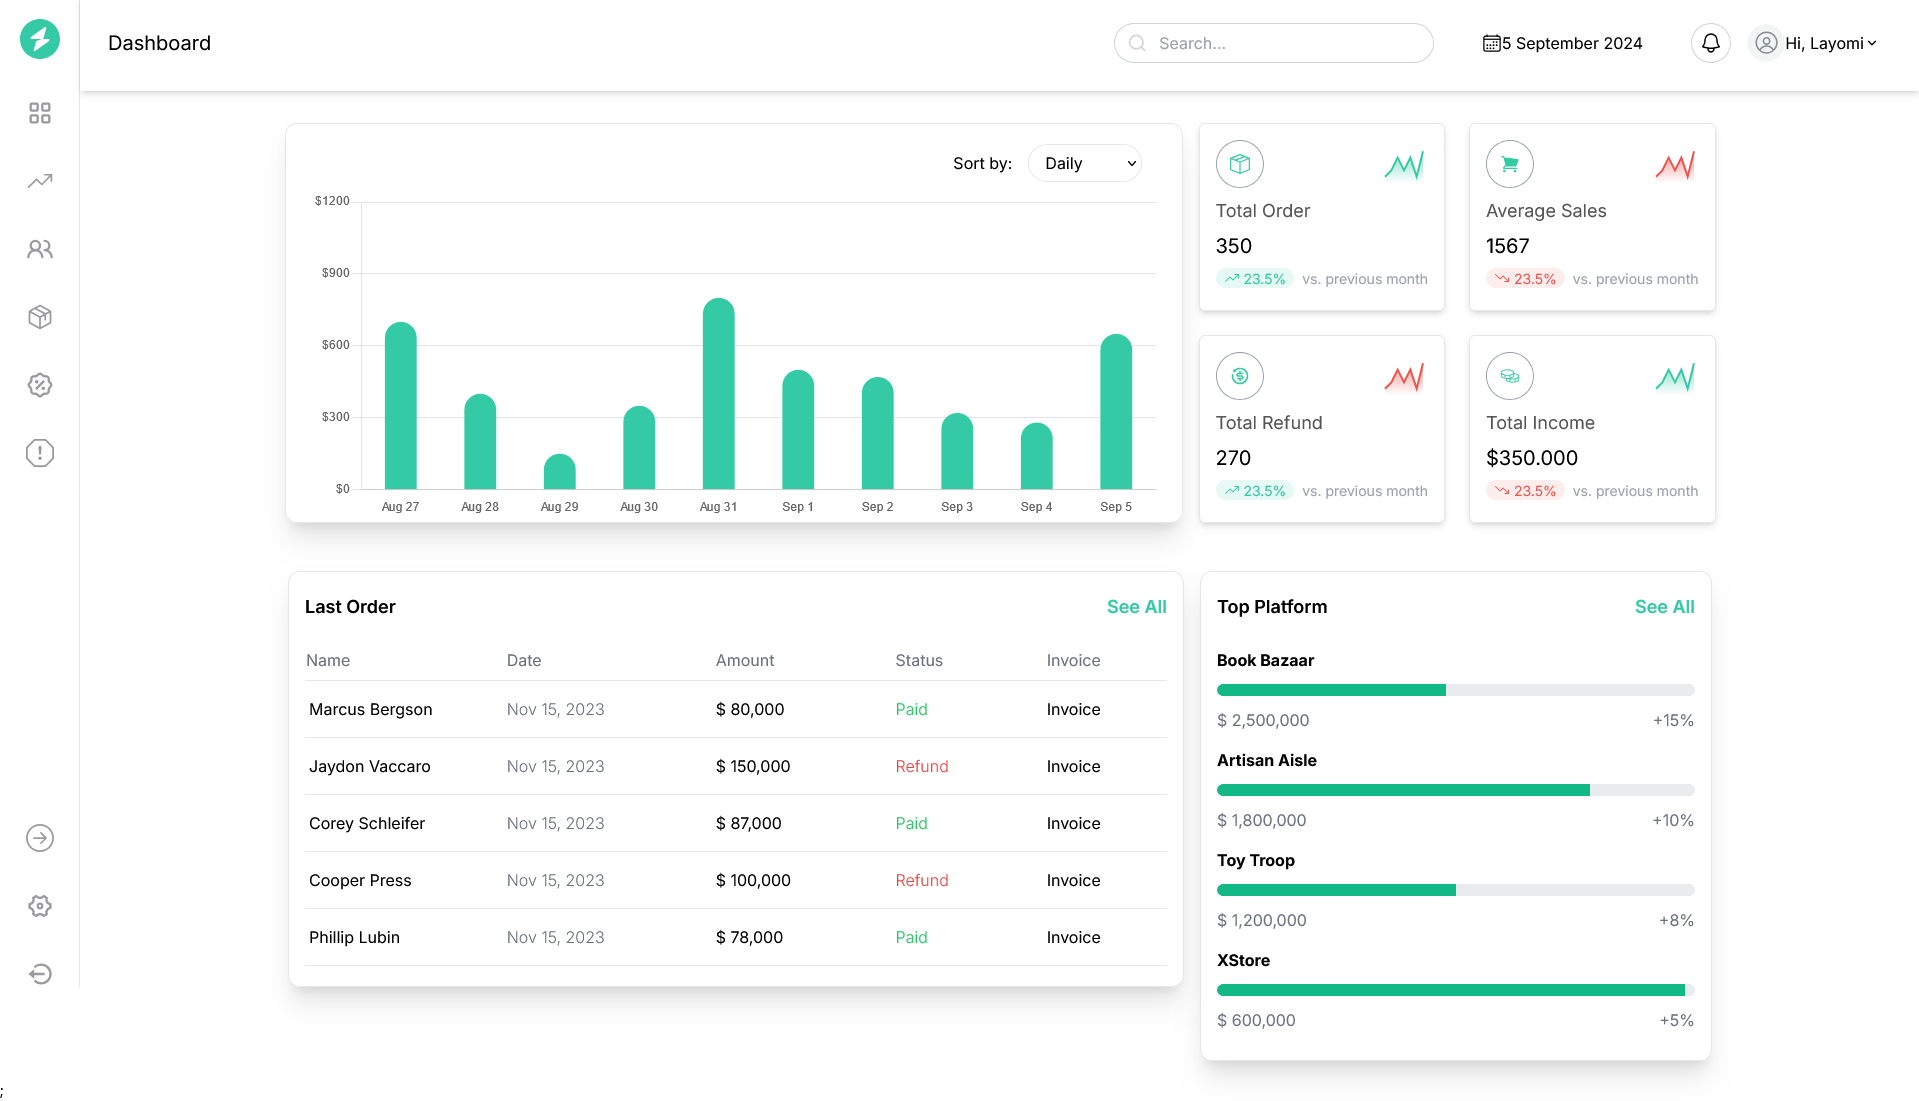 Dashboard
Search...
5 September 2024
Hi, Layomi
Sort by: Daily
$1200
$900
$600
$300
$0
Aug 27 Aug 28 Aug 29 Aug 30 Aug 31 Sep 1 Sep 2 Sep 3 Sep 4 Sep 5
Total Order
350
23.5% vs. previous month
Average Sales
1567
23.5% vs. previous month
Total Refund
270
23.5% vs. previous month
Total Income
$350.000
23.5% vs. previous month
Last Order See All
Name Date Amount Status Invoice
Marcus Bergson Nov 15, 2023 $ 80,000 Paid Invoice
Jaydon Vaccaro Nov 15, 2023 $ 150,000 Refund Invoice
Corey Schleifer Nov 15, 2023 $ 87,000 Paid Invoice
Cooper Press Nov 15, 2023 $ 100,000 Refund Invoice
Phillip Lubin Nov 15, 2023 $ 78,000 Paid Invoice
Top Platform See All
Book Bazaar
$ 2,500,000 +15%
Artisan Aisle
$ 1,800,000 +10%
Toy Troop
$ 1,200,000 +8%
XStore
$ 600,000 +5%
;